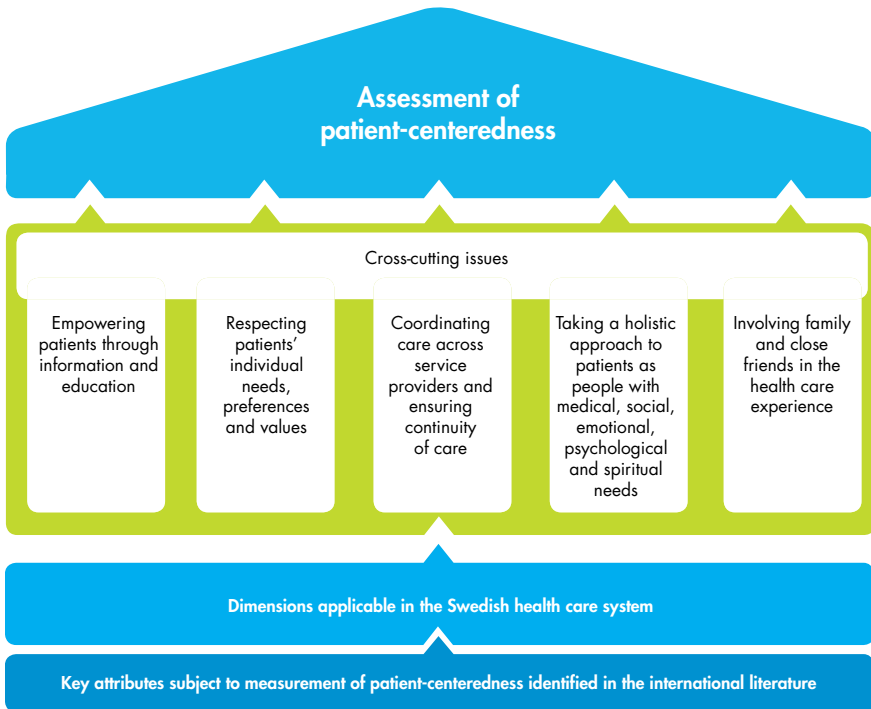 Assessment of
patient-centeredness
Cross-cutting issues
Empowering
patients through
information and
education
Respecting
patients’
individual
needs,
preferences
and values
Coordinating
care across
service
providers and
ensuring
continuity
of care
Taking a holistic
approach to
patients as
people with
medical, social,
emotional,
psychological
and spiritual
needs
Involving family
and close
friends in the
health care
experience
Dimensions applicable in the Swedish health care system
Key attributes subject to measurement of patient-centeredness identified in the international literature